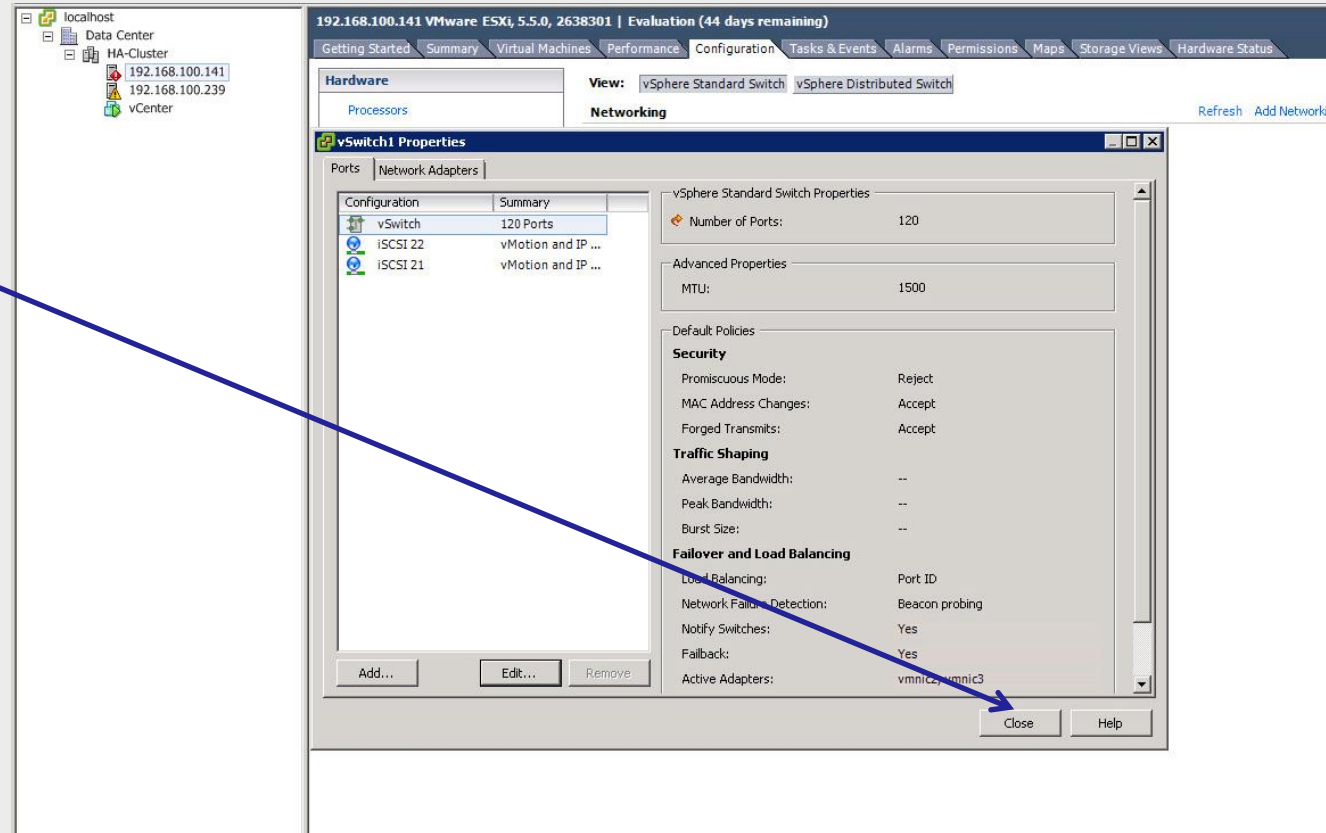 localhost
Data Center
HA-Cluster
192.168.100.141
192.168.100.239
vCenter
192.168.100.141 VMware ESXi, 5.5.0, 2638301 | Evaluation (44 days remaining)
Getting Started Summary Virtual Machines Performance Configuration Tasks & Events Alarms Permissions Maps Storage Views Hardware Status
Hardware
Processors
View: vSphere Standard Switch vSphere Distributed Switch
Networking
Refresh Add Networki
vSwitch1 Properties
Ports Network Adapters
Configuration Summary
vSwitch 120 Ports
iSCSI 22 vMotion and IP ...
iSCSI 21 vMotion and IP ...
Add... Edit... Remove
vSphere Standard Switch Properties
Number of Ports: 120
Advanced Properties
MTU: 1500
Default Policies
Security
Promiscuous Mode: Reject
MAC Address Changes: Accept
Forged Transmits: Accept
Traffic Shaping
Average Bandwidth: --
Peak Bandwidth: --
Burst Size: --
Failover and Load Balancing
Load Balancing: Port ID
Network Failure Detection: Beacon probing
Notify Switches: Yes
Failback: Yes
Active Adapters: vmnic2, vmnic3
Close Help